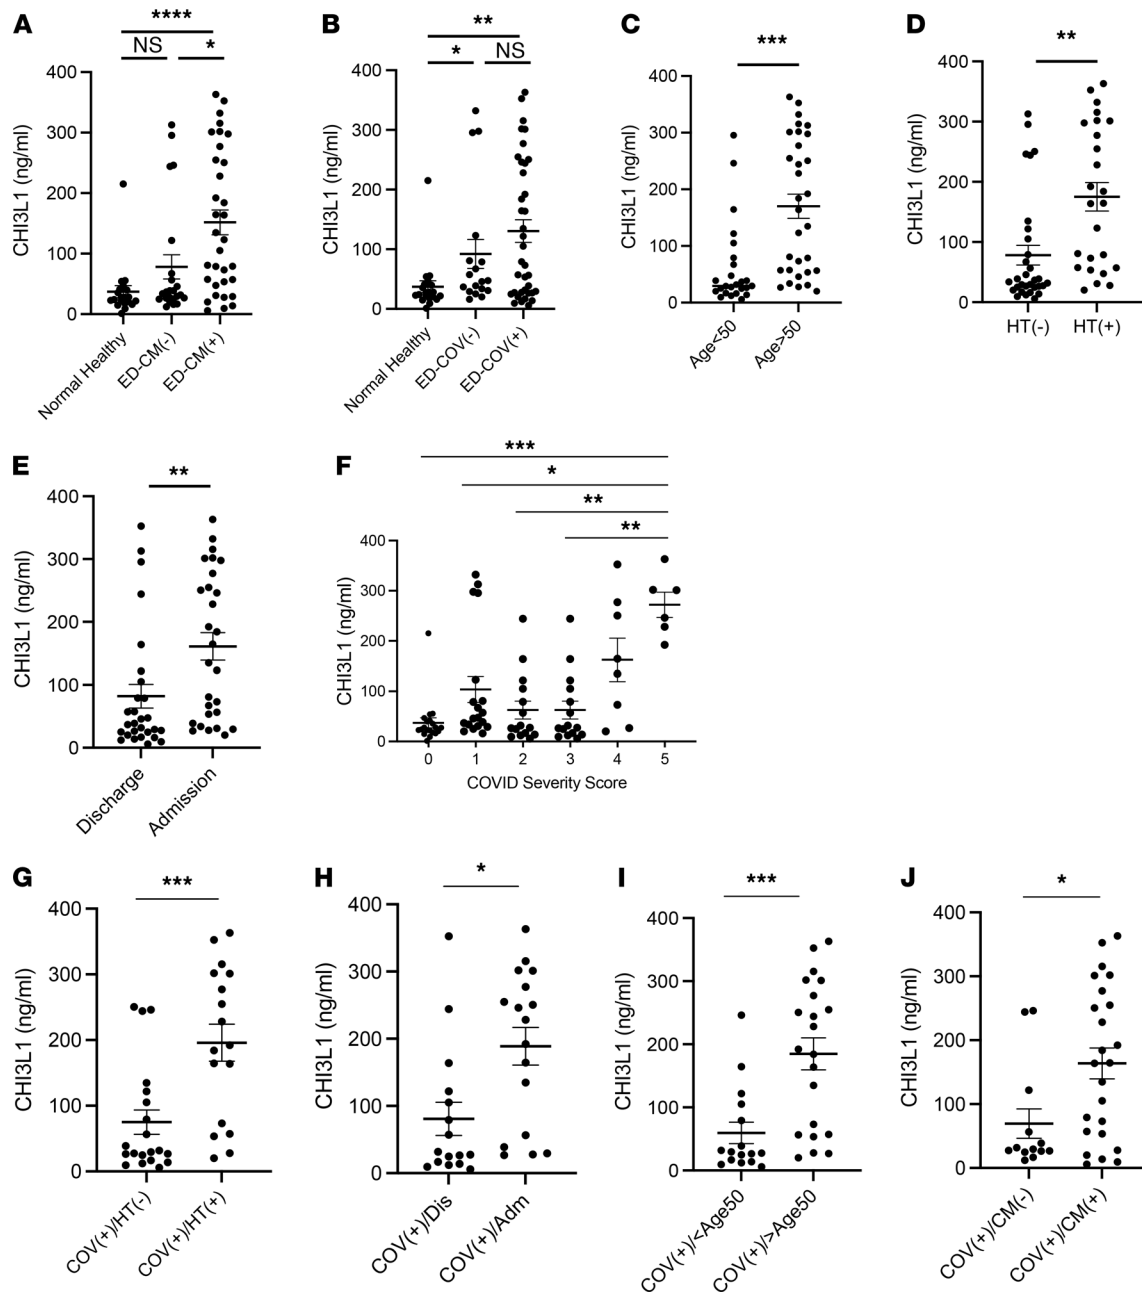 A
****
NS
*
CHI3L1 (ng/ml)
400
300
200
100
0
Normal Healthy
ED-CM(-)
ED-CM(+)
B
**
*
NS
CHI3L1 (ng/ml)
400
300
200
100
0
Normal Healthy
ED-COV(-)
ED-COV(+)
C
***
CHI3L1 (ng/ml)
400
300
200
100
0
Age<50
Age>50
D
**
CHI3L1 (ng/ml)
400
300
200
100
0
HT(-)
HT(+)
E
**
CHI3L1 (ng/ml)
400
300
200
100
0
Discharge
Admission
F
***
*
**
**
CHI3L1 (ng/ml)
400
300
200
100
0
0 1 2 3 4 5
COVID Severity Score
G
***
CHI3L1 (ng/ml)
400
300
200
100
0
COV(+)/HT(-)
COV(+)/HT(+)
H
*
CHI3L1 (ng/ml)
400
300
200
100
0
COV(+)/Dis
COV(+)/Adm
I
***
CHI3L1 (ng/ml)
400
300
200
100
0
COV(+)/<Age50
COV(+)/>Age50
J
*
CHI3L1 (ng/ml)
400
300
200
100
0
COV(+)/CM(-)
COV(+)/CM(+)